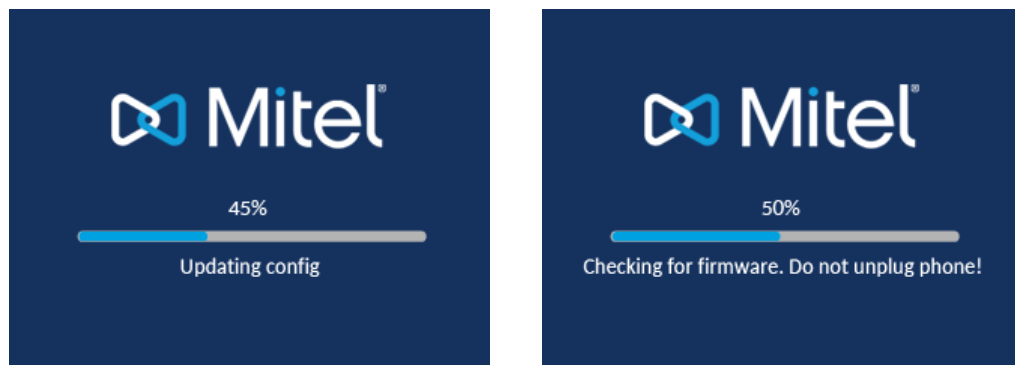 Mitel®
45%
Updating config
Mitel®
50%
Checking for firmware. Do not unplug phone!